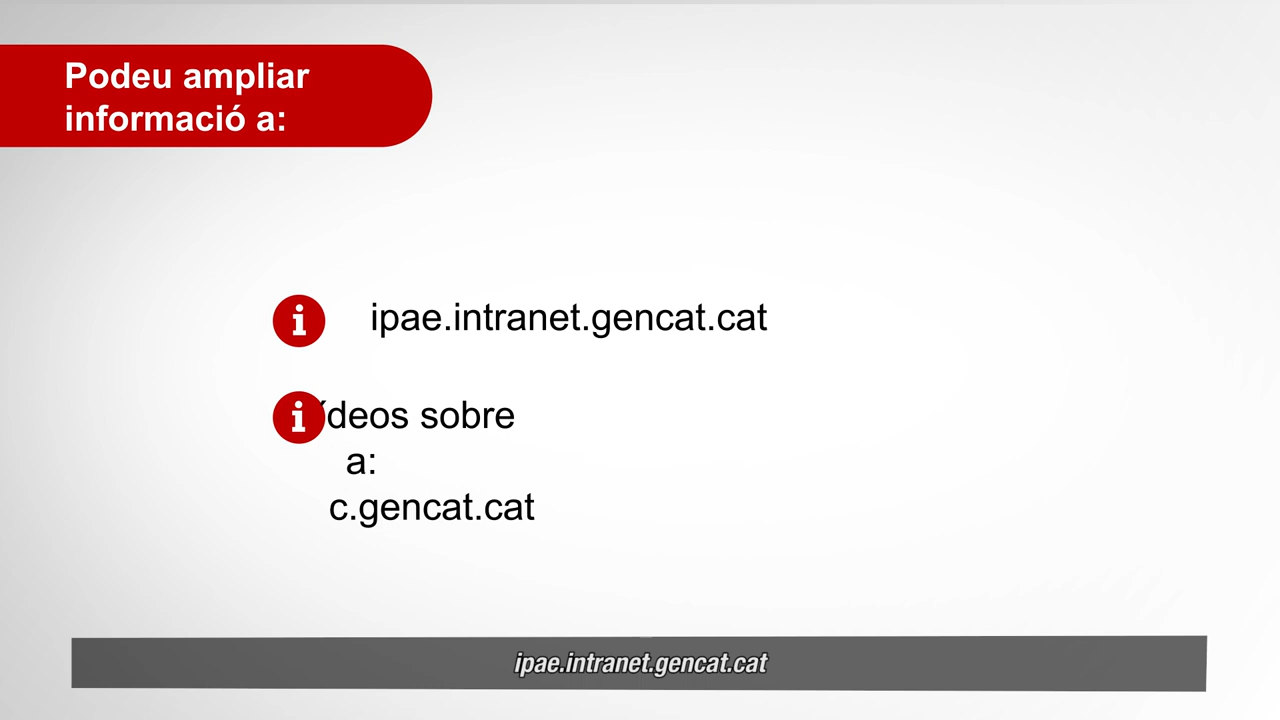 Podeu ampliar
informació a:
ipae.intranet.gencat.cat
ídeos sobre
a:
c.gencat.cat
ipae.intranet.gencat.cat